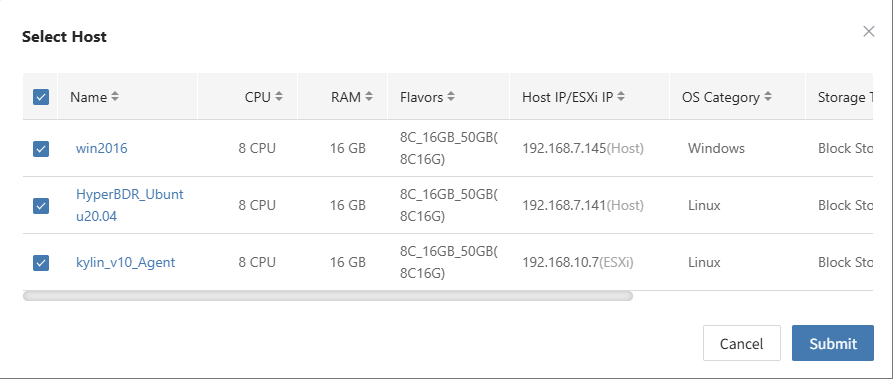 Select Host
Name CPU RAM Flavors Host IP/ESXi IP OS Category Storage T
win2016 8 CPU 16 GB 8C_16GB_50GB(
8C16G) 192.168.7.145(Host) Windows Block Sto
HyperBDR_Ubunt
u20.04 8 CPU 16 GB 8C_16GB_50GB(
8C16G) 192.168.7.141(Host) Linux Block Sto
kylin_v10_Agent 8 CPU 16 GB 8C_16GB_50GB(
8C16G) 192.168.10.7(ESXi) Linux Block Sto
Cancel Submit